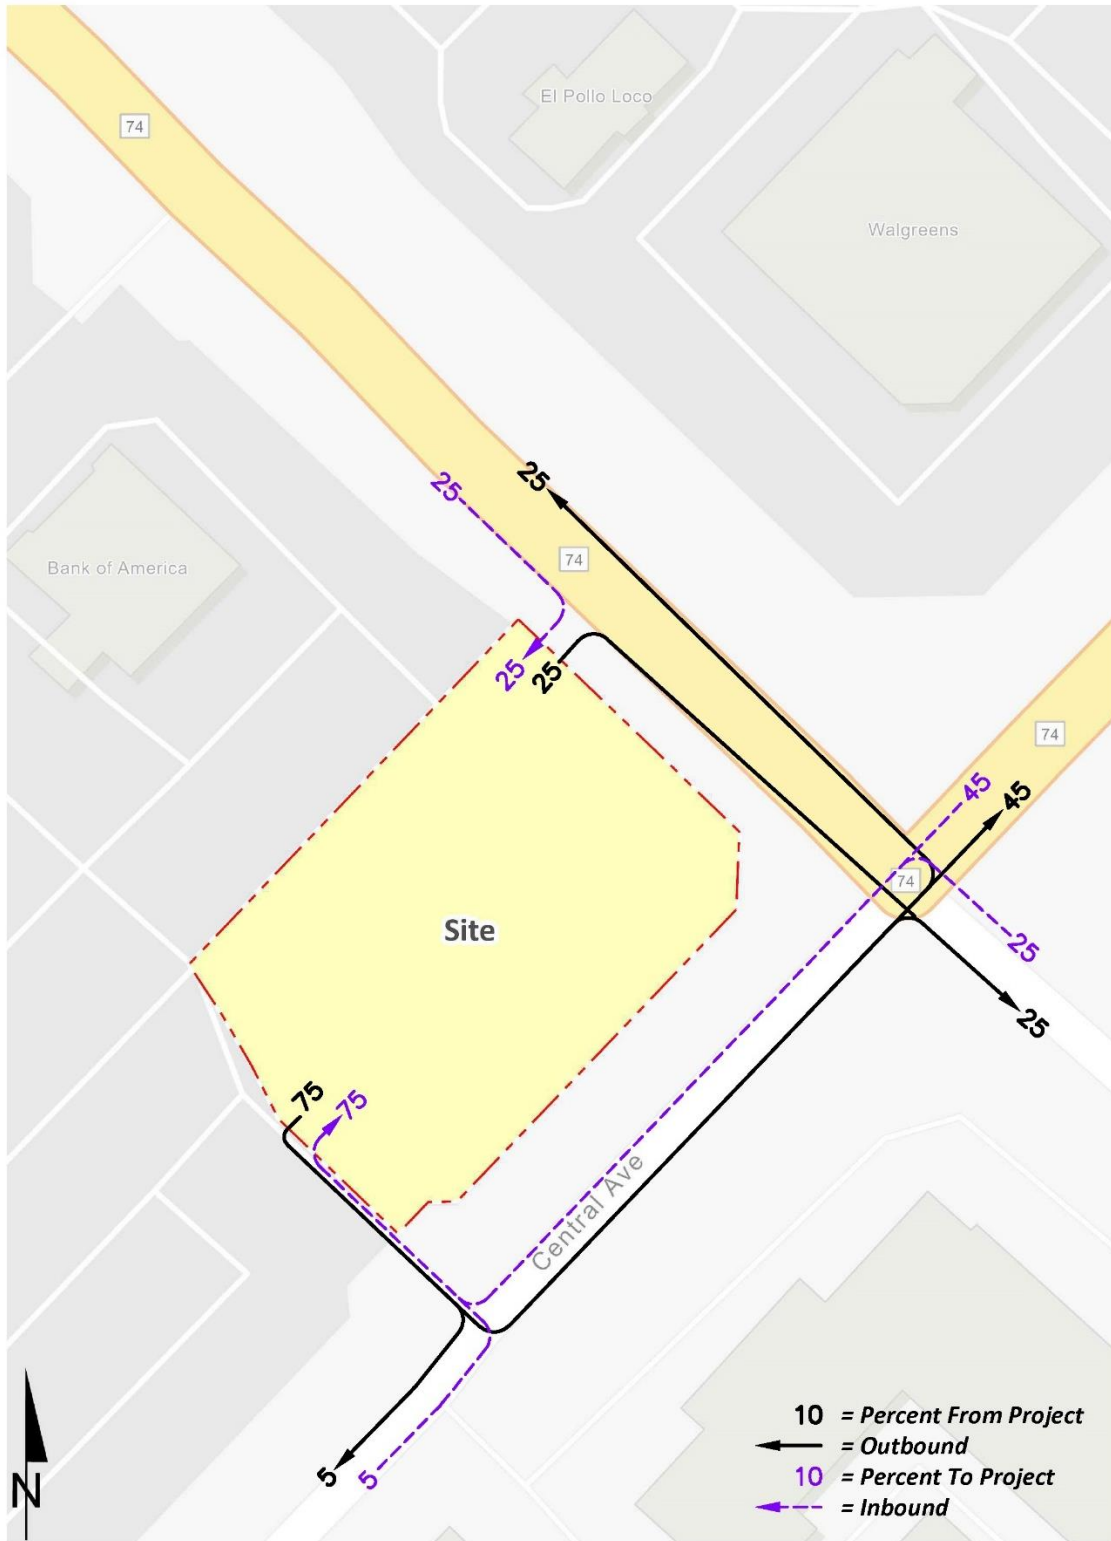 El Pollo Loco
74
Walgreens
25
25
74
Bank of America
25
25
74
45
45
74
Site
25
25
75
75
Central Ave
5
5
N
10 = Percent From Project
= Outbound
10 = Percent To Project
= Inbound